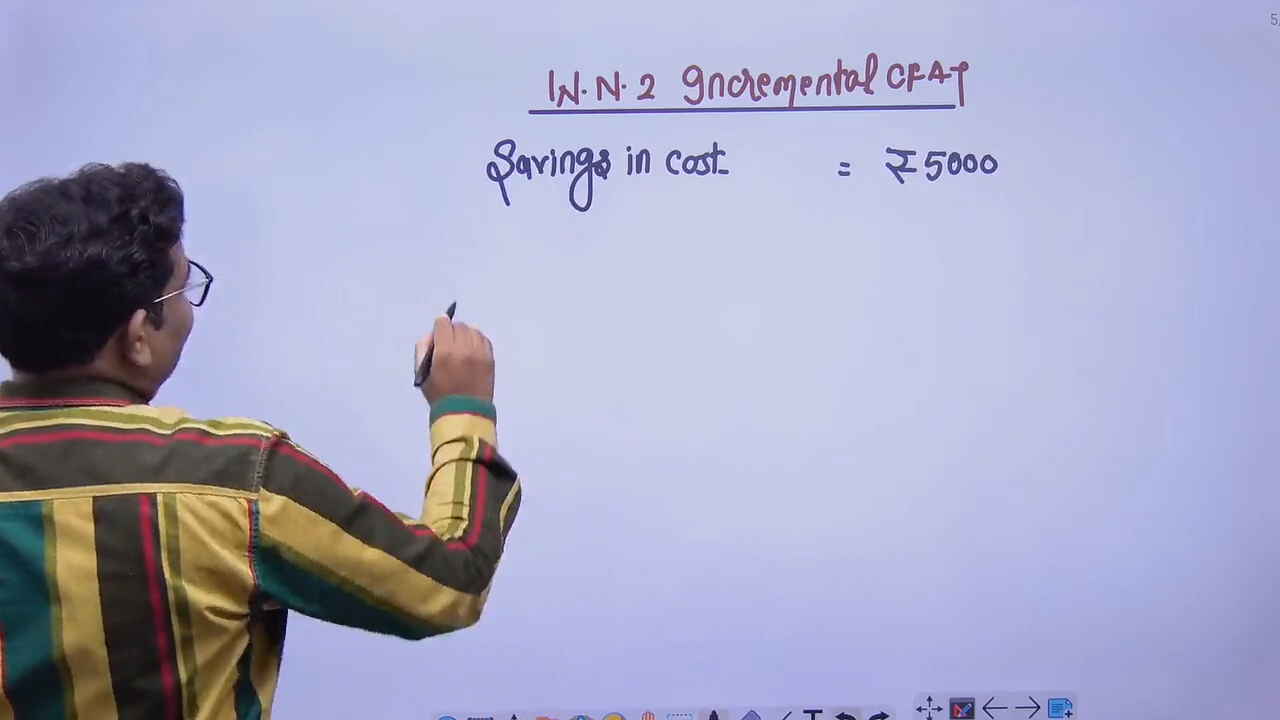 W.N.2 Incremental CFAT
Savings in cost = ₹5000